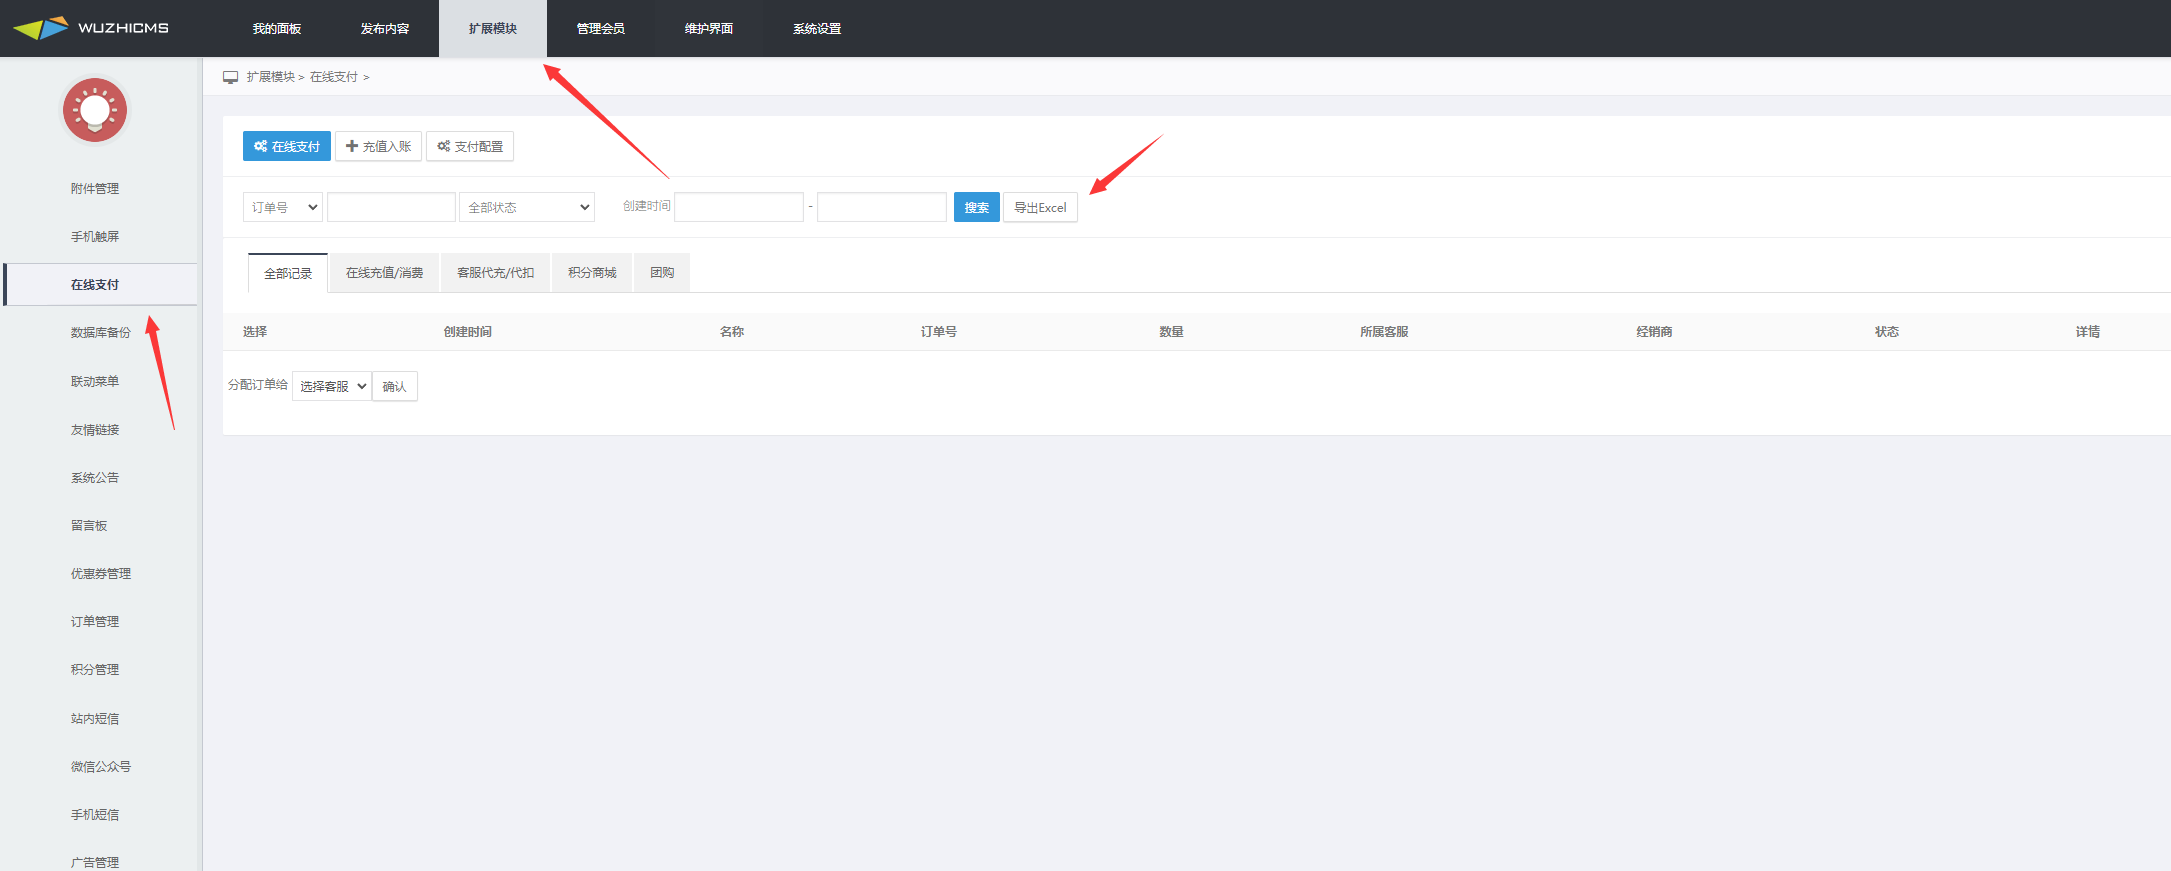 WUZHICMS
我的面板 发布内容 扩展模块 管理会员 维护界面 系统设置
扩展模块 > 在线支付 >
在线支付 充值入账 支付配置
订单号 全部状态 创建时间 - 搜索 导出Excel
全部记录 在线充值/消费 客服代充/代扣 积分商城 团购
选择 创建时间 名称 订单号 数量 所属客服 经销商 状态 详情
分配订单给 选择客服 确认
附件管理
手机触屏
在线支付
数据库备份
联动菜单
友情链接
系统公告
留言板
优惠券管理
订单管理
积分管理
站内短信
微信公众号
手机短信
广告管理